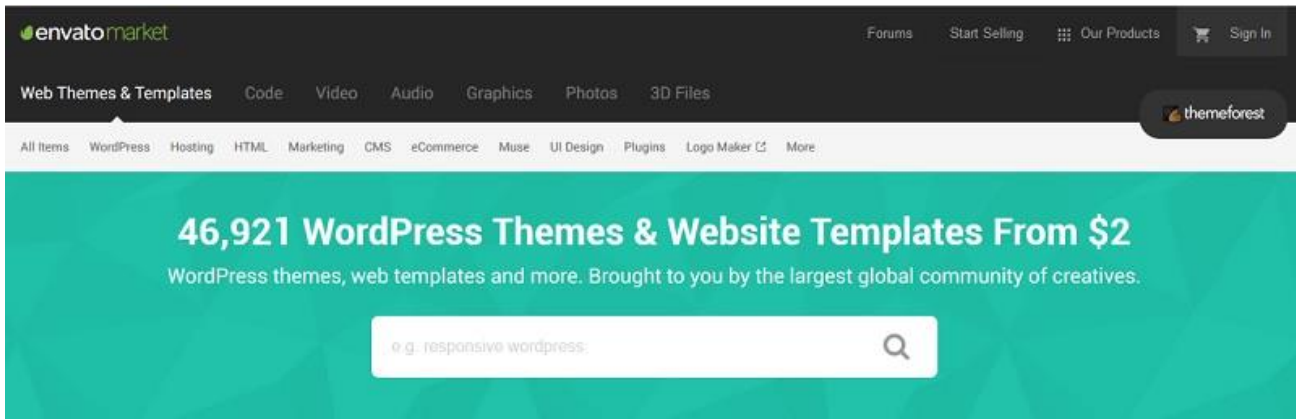 envatomarket
Forums Start Selling Our Products Sign In
Web Themes & Templates Code Video Audio Graphics Photos 3D Files
themeforest
All Items WordPress Hosting HTML Marketing CMS eCommerce Muse UI Design Plugins Logo Maker More
46,921 WordPress Themes & Website Templates From $2
WordPress themes, web templates and more. Brought to you by the largest global community of creatives.
e.g. responsive wordpress